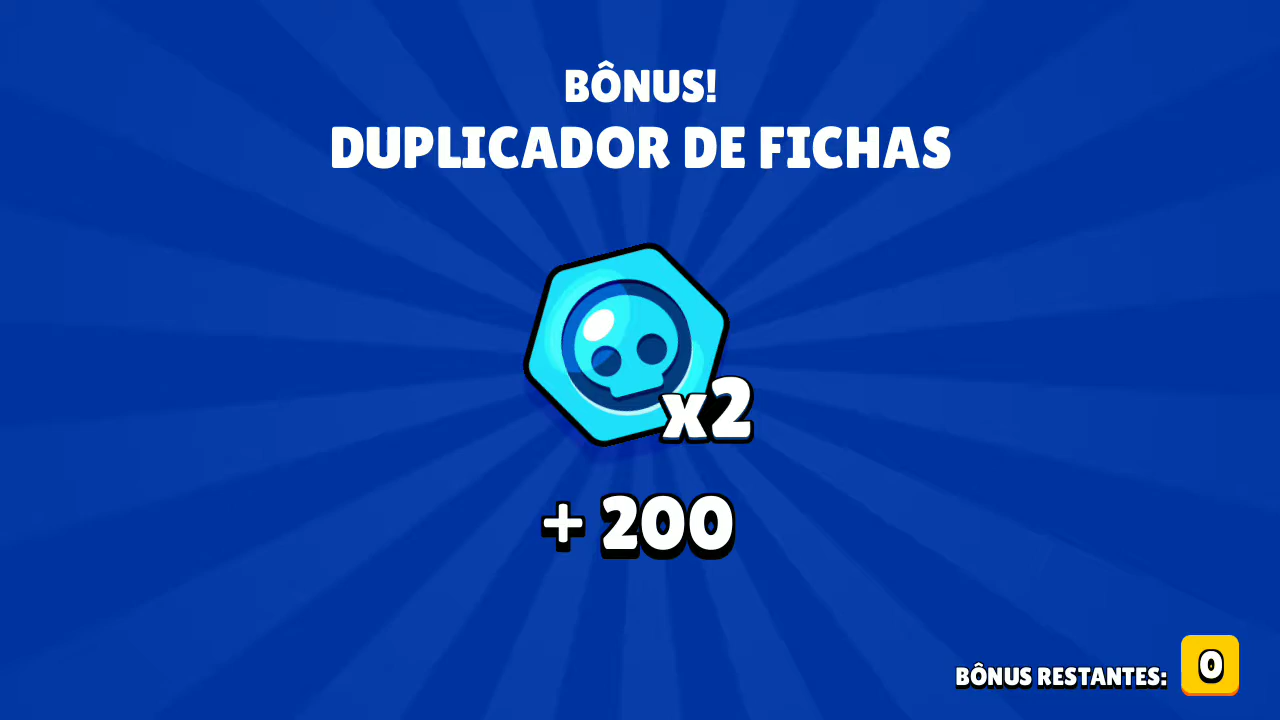 BÔNUS!
DUPLICADOR DE FICHAS
x2
+ 200
BÔNUS RESTANTES: 0